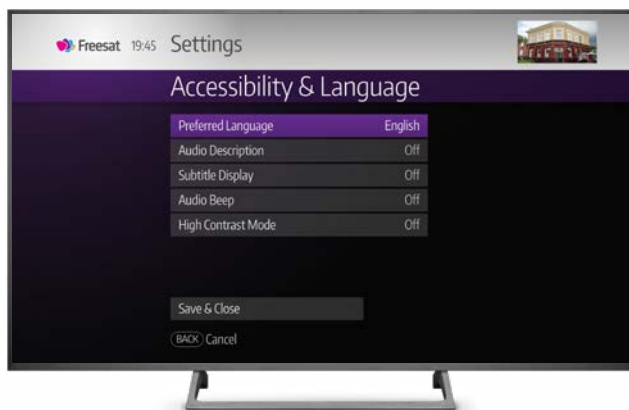 Freesat 19:45 Settings
Accessibility & Language
Preferred Language English
Audio Description Off
Subtitle Display Off
Audio Beep Off
High Contrast Mode Off
Save & Close
BACK Cancel